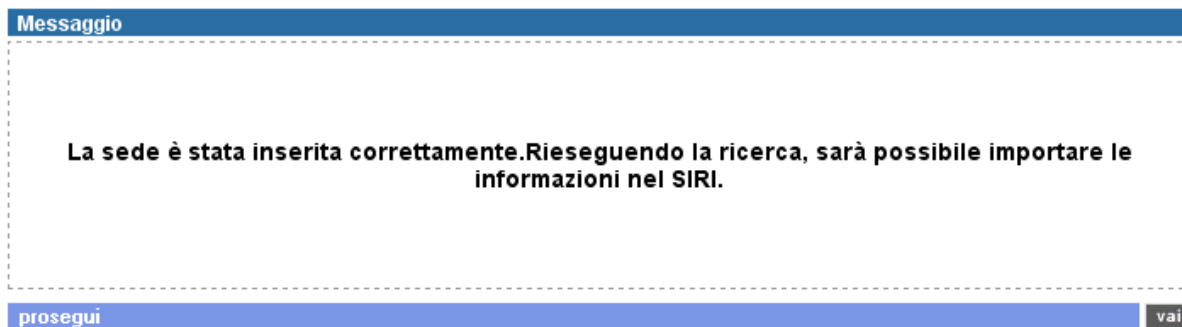 Messaggio
La sede è stata inserita correttamente.Rieseguendo la ricerca, sarà possibile importare le
informazioni nel SIRI.
prosegui
vai